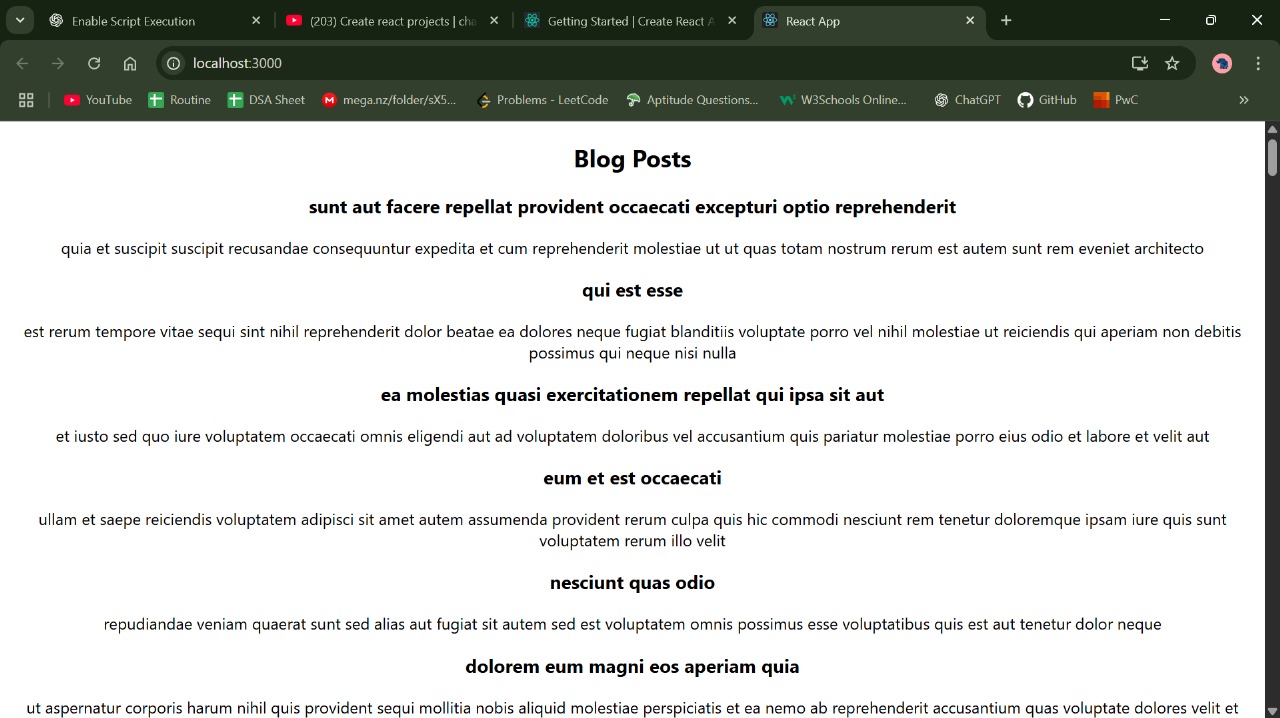 Enable Script Execution
(203) Create react projects | cha
Getting Started | Create React A
React App
localhost:3000
YouTube
Routine
DSA Sheet
mega.nz/folder/sX5...
Problems - LeetCode
Aptitude Questions...
W3Schools Online...
ChatGPT
GitHub
PwC
Blog Posts
sunt aut facere repellat provident occaecati excepturi optio reprehenderit
quia et suscipit suscipit recusandae consequuntur expedita et cum reprehenderit molestiae ut ut quas totam nostrum rerum est autem sunt rem eveniet architecto
qui est esse
est rerum tempore vitae sequi sint nihil reprehenderit dolor beatae ea dolores neque fugiat blanditiis voluptate porro vel nihil molestiae ut reiciendis qui aperiam non debitis
possimus qui neque nisi nulla
ea molestias quasi exercitationem repellat qui ipsa sit aut
et iusto sed quo iure voluptatem occaecati omnis eligendi aut ad voluptatem doloribus vel accusantium quis pariatur molestiae porro eius odio et labore et velit aut
eum et est occaecati
ullam et saepe reiciendis voluptatem adipisci sit amet autem assumenda provident rerum culpa quis hic commodi nesciunt rem tenetur doloremque ipsam iure quis sunt
voluptatem rerum illo velit
nesciunt quas odio
repudiandae veniam quaerat sunt sed alias aut fugiat sit autem sed est voluptatem omnis possimus esse voluptatibus quis est aut tenetur dolor neque
dolorem eum magni eos aperiam quia
ut aspernatur corporis harum nihil quis provident sequi mollitia nobis aliquid molestiae perspiciatis et ea nemo ab reprehenderit accusantium quas voluptate dolores velit et